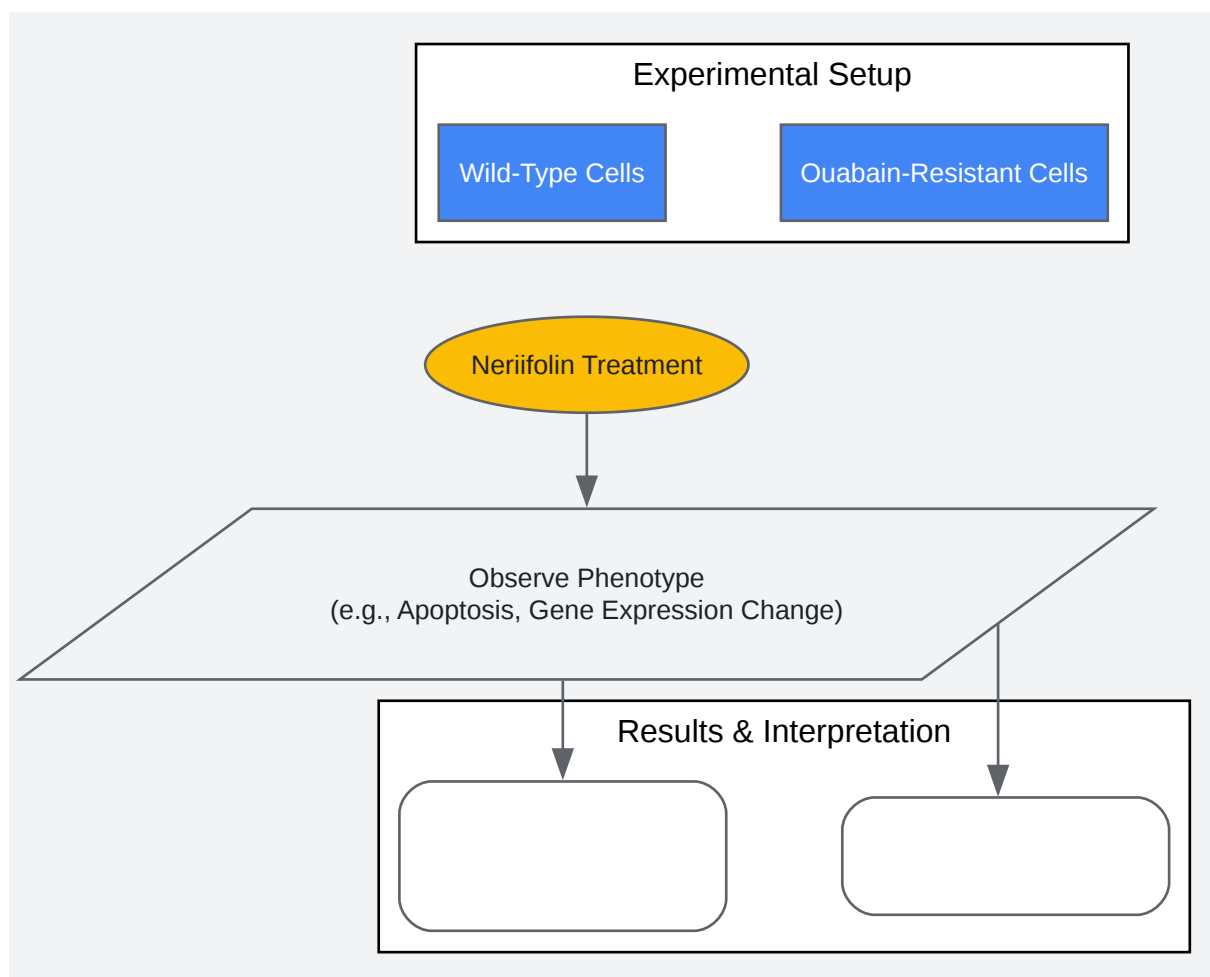 Experimental Setup
Wild-Type Cells
Ouabain-Resistant Cells
Neriifolin Treatment
Observe Phenotype
(e.g., Apoptosis, Gene Expression Change)
Results & Interpretation